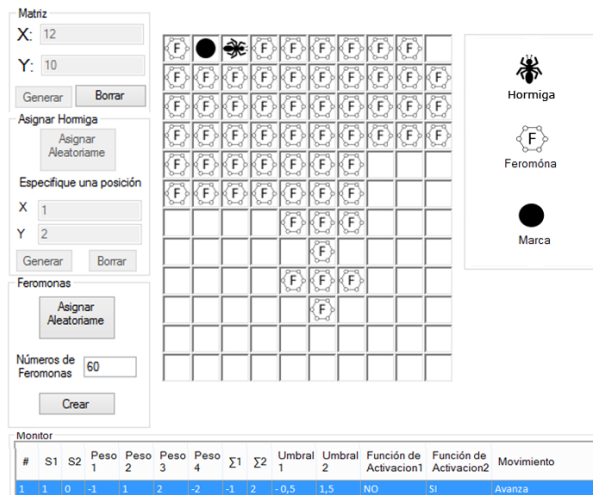 Matriz
X: 12
Y: 10
Generar Borrar
Asignar Hormiga
Asignar
Aleatoriame
Especifique una posición
X 1
Y 2
Generar Borrar
Feromonas
Asignar
Aleatoriame
Números de
Feromonas 60
Crear
F F F F F F F
F F F F F F F F F F
F F F F F F F F F F
F F F F F F F F F F
F F F F F F F
F F F F F F F
F F F
F
F F F
F
Hormiga
F
Feromóna
Marca
Monitor
# S1 S2 Peso 1 Peso 2 Peso 3 Peso 4 ∑1 ∑2 Umbral 1 Umbral 2 Función de Activacion1 Función de Activacion2 Movimiento
1 1 0 -1 1 2 -2 -1 2 - 0,5 1,5 NO SI Avanza